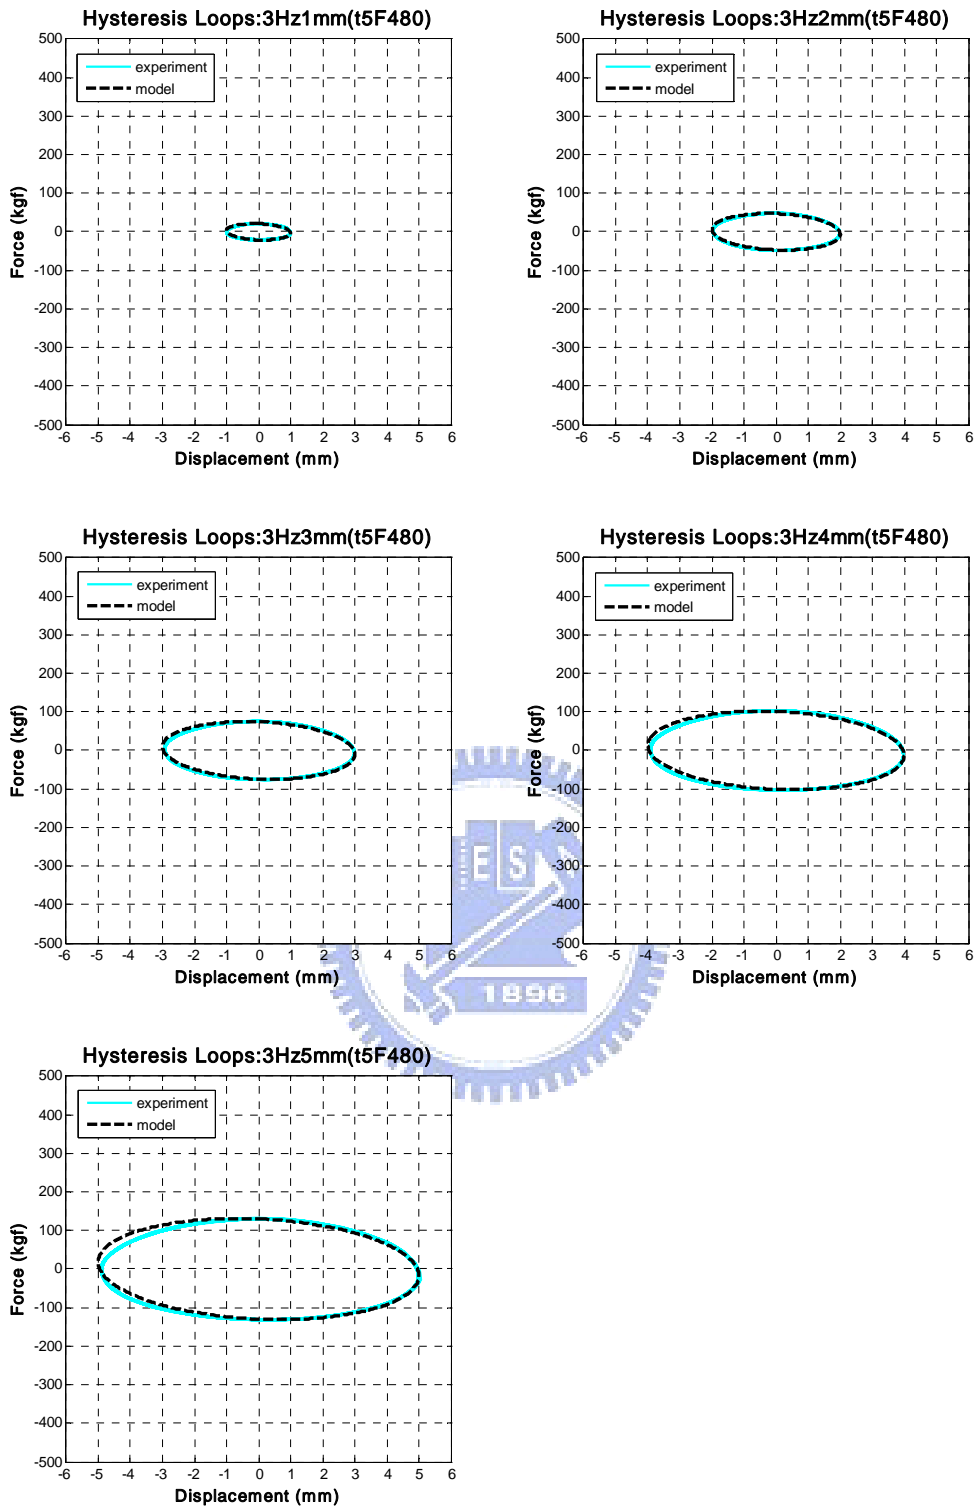 Hysteresis Loops:3Hz1mm(t5F480)
500
400
300
200
100
0
-100
-200
-300
-400
-500
Force (kgf)
experiment
model
-6 -5 -4 -3 -2 -1 0 1 2 3 4 5 6
Displacement (mm)
Hysteresis Loops:3Hz2mm(t5F480)
500
400
300
200
100
0
-100
-200
-300
-400
-500
Force (kgf)
experiment
model
-6 -5 -4 -3 -2 -1 0 1 2 3 4 5 6
Displacement (mm)
Hysteresis Loops:3Hz3mm(t5F480)
500
400
300
200
100
0
-100
-200
-300
-400
-500
Force (kgf)
experiment
model
-6 -5 -4 -3 -2 -1 0 1 2 3 4 5 6
Displacement (mm)
Hysteresis Loops:3Hz4mm(t5F480)
500
400
300
200
100
0
-100
-200
-300
-400
-500
Force (kgf)
experiment
model
-6 -5 -4 -3 -2 -1 0 1 2 3 4 5 6
Displacement (mm)
ES
1896
Hysteresis Loops:3Hz5mm(t5F480)
500
400
300
200
100
0
-100
-200
-300
-400
-500
Force (kgf)
experiment
model
-6 -5 -4 -3 -2 -1 0 1 2 3 4 5 6
Displacement (mm)